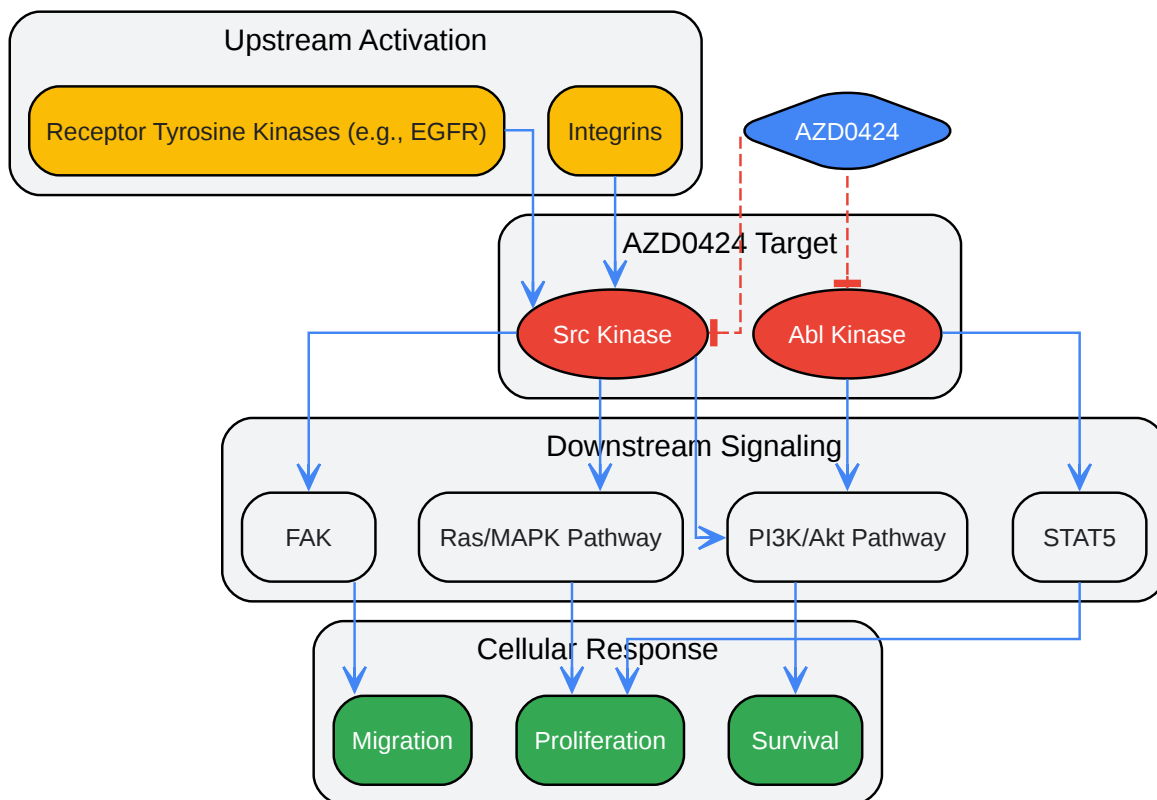 Upstream Activation
Receptor Tyrosine Kinases (e.g., EGFR)
Integrins
AZD0424
AZD0424 Target
Src Kinase
Abl Kinase
Downstream Signaling
FAK
Ras/MAPK Pathway
PI3K/Akt Pathway
STAT5
Cellular Response
Migration
Proliferation
Survival